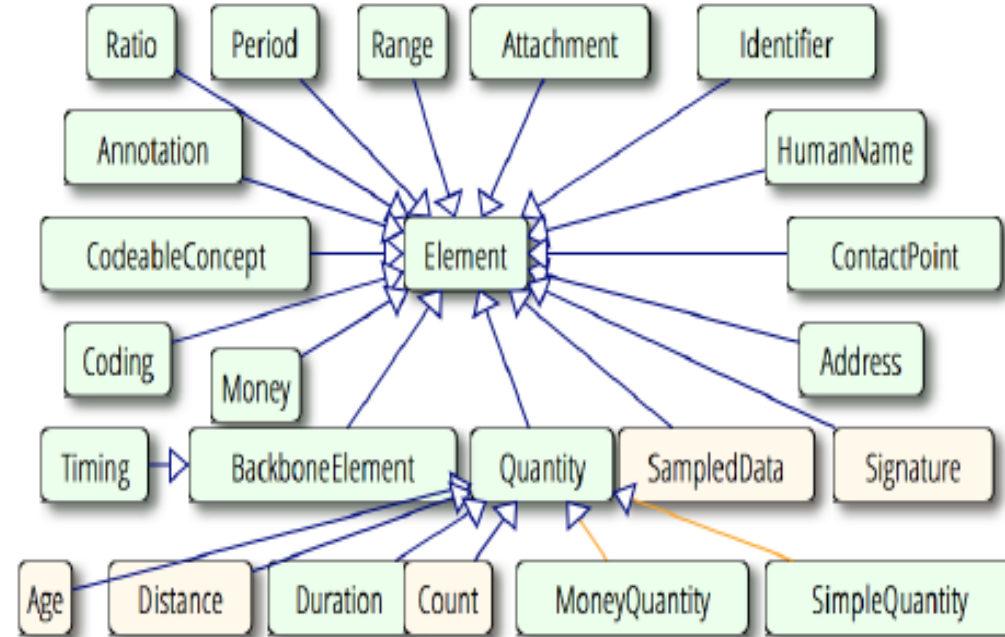 Ratio
Period
Range
Attachment
Identifier
Annotation
HumanName
CodeableConcept
Element
ContactPoint
Coding
Money
Address
Timing
BackboneElement
Quantity
SampledData
Signature
Age
Distance
Duration
Count
MoneyQuantity
SimpleQuantity